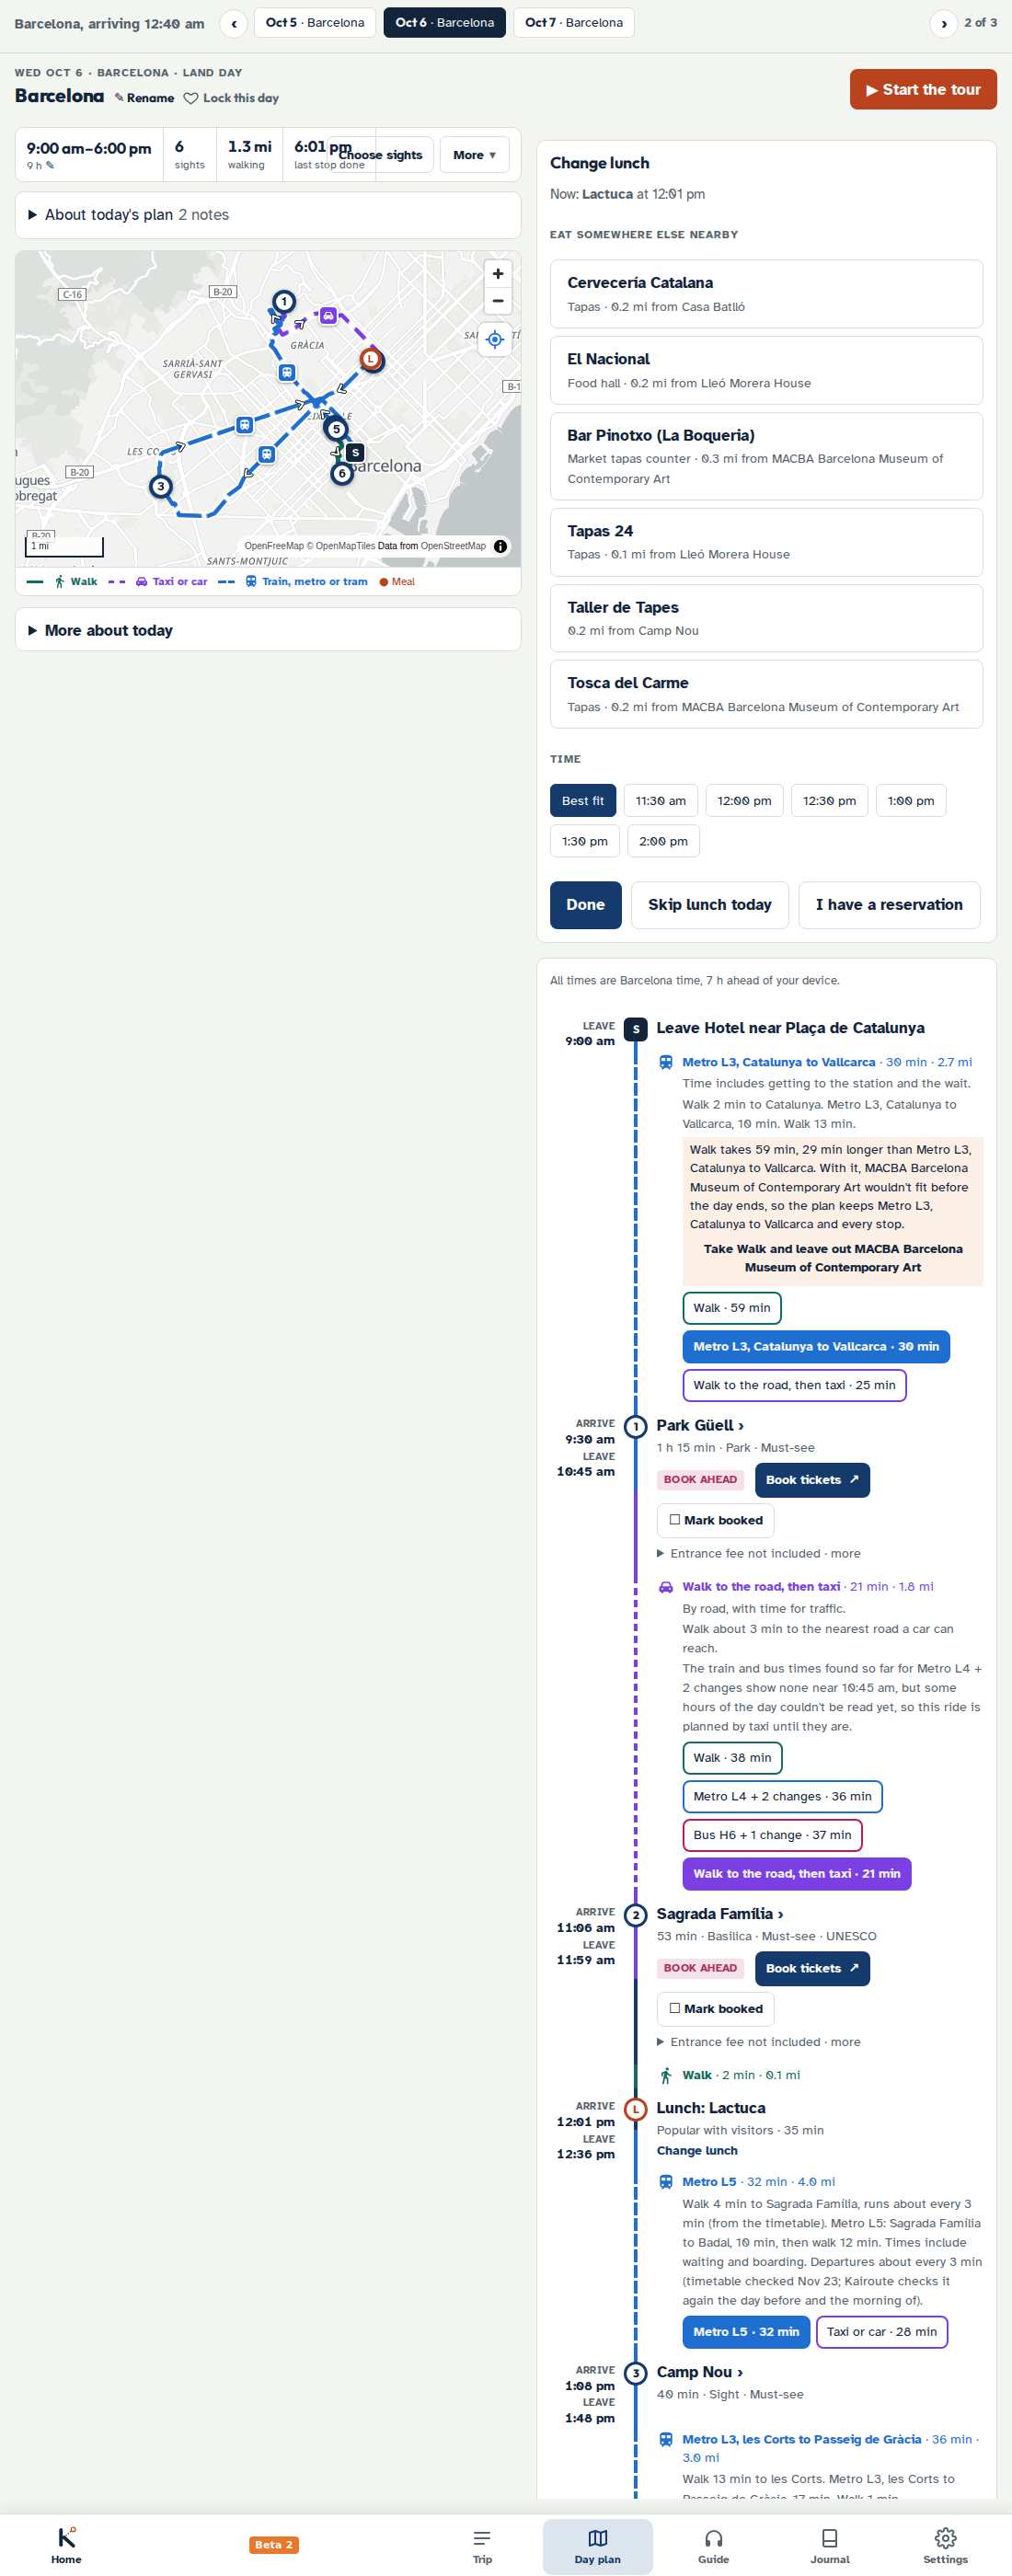 Barcelona, arriving 12:40 am
‹
Oct 5 · Barcelona
Oct 6 · Barcelona
Oct 7 · Barcelona
›
2 of 3
WED OCT 6 · BARCELONA · LAND DAY
Barcelona
✎ Rename
Lock this day
▶ Start the tour
9:00 am–6:00 pm
9 h ✎
6
sights
1.3 mi
walking
6:01 pm
last stop done
Choose sights
More ▾
▶ About today's plan 2 notes
C-16
B-20
SARRIÀ-SANT
GERVASI
GRÀCIA
B-20
Barcelona
B-20
SANTS-MONTJUÏC
1
L
5
S
6
3
+
−
1 mi
OpenFreeMap © OpenMapTiles Data from OpenStreetMap
Walk
Taxi or car
Train, metro or tram
Meal
▶ More about today
Change lunch
Now: Lactuca at 12:01 pm
EAT SOMEWHERE ELSE NEARBY
Cervecería Catalana
Tapas · 0.2 mi from Casa Batlló
El Nacional
Food hall · 0.2 mi from Lleó Morera House
Bar Pinotxo (La Boqueria)
Market tapas counter · 0.3 mi from MACBA Barcelona Museum of
Contemporary Art
Tapas 24
Tapas · 0.1 mi from Lleó Morera House
Taller de Tapes
0.2 mi from Camp Nou
Tosca del Carme
Tapas · 0.2 mi from MACBA Barcelona Museum of Contemporary Art
TIME
Best fit
11:30 am
12:00 pm
12:30 pm
1:00 pm
1:30 pm
2:00 pm
Done
Skip lunch today
I have a reservation
All times are Barcelona time, 7 h ahead of your device.
LEAVE
9:00 am
S
Leave Hotel near Plaça de Catalunya
Metro L3, Catalunya to Vallcarca · 30 min · 2.7 mi
Time includes getting to the station and the wait.
Walk 2 min to Catalunya. Metro L3, Catalunya to
Vallcarca, 10 min. Walk 13 min.
Walk takes 59 min, 29 min longer than Metro L3,
Catalunya to Vallcarca. With it, MACBA Barcelona
Museum of Contemporary Art wouldn't fit before
the day ends, so the plan keeps Metro L3,
Catalunya to Vallcarca and every stop.
Take Walk and leave out MACBA Barcelona
Museum of Contemporary Art
Walk · 59 min
Metro L3, Catalunya to Vallcarca · 30 min
Walk to the road, then taxi · 25 min
ARRIVE
9:30 am
LEAVE
10:45 am
1
Park Güell ›
1 h 15 min · Park · Must-see
BOOK AHEAD
Book tickets ↗
☐ Mark booked
▶ Entrance fee not included · more
Walk to the road, then taxi · 21 min · 1.8 mi
By road, with time for traffic.
Walk about 3 min to the nearest road a car can
reach.
The train and bus times found so far for Metro L4 +
2 changes show none near 10:45 am, but some
hours of the day couldn't be read yet, so this ride is
planned by taxi until they are.
Walk · 38 min
Metro L4 + 2 changes · 36 min
Bus H6 + 1 change · 37 min
Walk to the road, then taxi · 21 min
ARRIVE
11:06 am
LEAVE
11:59 am
2
Sagrada Família ›
53 min · Basilica · Must-see · UNESCO
BOOK AHEAD
Book tickets ↗
☐ Mark booked
▶ Entrance fee not included · more
Walk · 2 min · 0.1 mi
ARRIVE
12:01 pm
LEAVE
12:36 pm
L
Lunch: Lactuca
Popular with visitors · 35 min
Change lunch
Metro L5 · 32 min · 4.0 mi
Walk 4 min to Sagrada Família, runs about every 3
min (from the timetable). Metro L5: Sagrada Família
to Badal, 10 min, then walk 12 min. Times include
waiting and boarding. Departures about every 3 min
(timetable checked Nov 23; Kairoute checks it
again the day before and the morning of).
Metro L5 · 32 min
Taxi or car · 28 min
ARRIVE
1:08 pm
LEAVE
1:48 pm
3
Camp Nou ›
40 min · Sight · Must-see
Metro L3, les Corts to Passeig de Gràcia · 36 min ·
3.0 mi
Walk 13 min to les Corts. Metro L3, les Corts to
Home
Beta 2
Trip
Day plan
Guide
Journal
Settings